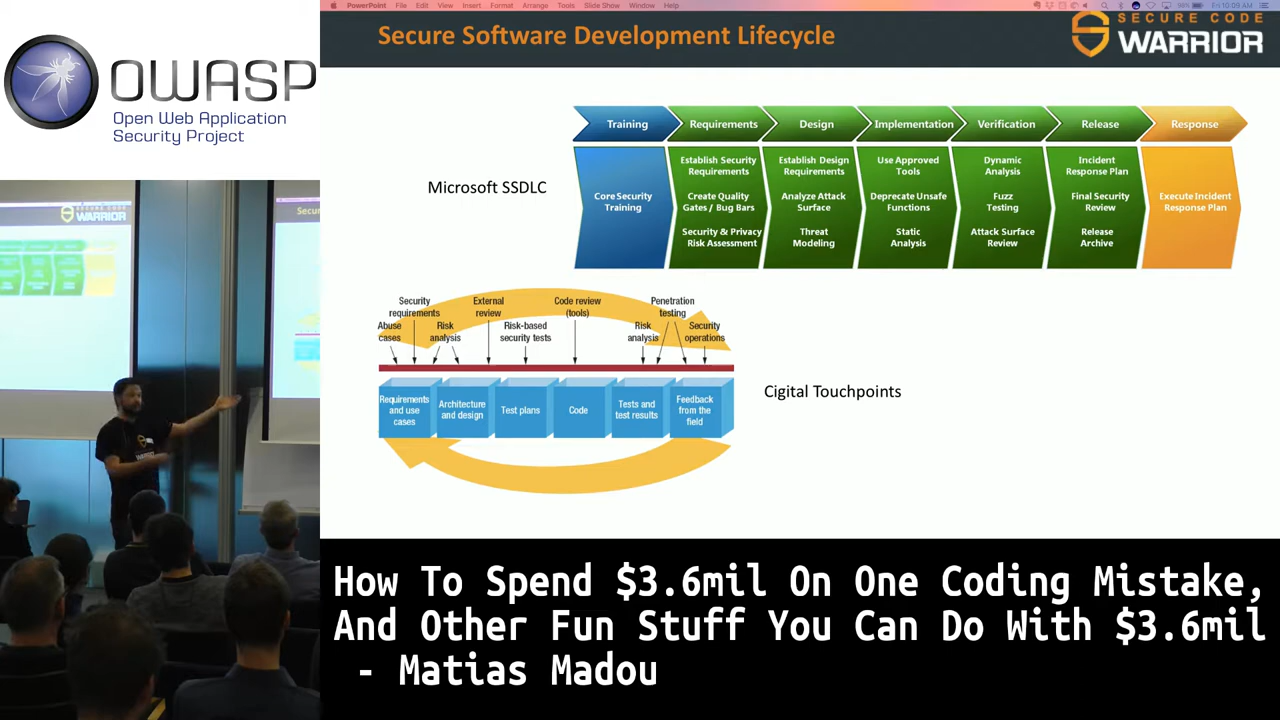 PowerPoint File Edit View Insert Format Arrange Tools Slide Show Window Help
Fri 10:09 AM
OWASP
Open Web Application
Security Project
Secure Software Development Lifecycle
SECURE CODE
WARRIOR
Training
Requirements
Design
Implementation
Verification
Release
Response
Microsoft SSDLC
Core Security
Training
Establish Security
Requirements
Create Quality
Gates / Bug Bars
Security & Privacy
Risk Assessment
Establish Design
Requirements
Analyze Attack
Surface
Threat
Modeling
Use Approved
Tools
Deprecate Unsafe
Functions
Static
Analysis
Dynamic
Analysis
Fuzz
Testing
Attack Surface
Review
Incident
Response Plan
Final Security
Review
Release
Archive
Execute Incident
Response Plan
Abuse
cases
Security
requirements
Risk
analysis
External
review
Risk-based
security tests
Code review
(tools)
Risk
analysis
Penetration
testing
Security
operations
Requirements
and use
cases
Architecture
and design
Test plans
Code
Tests and
test results
Feedback
from the
field
Cigital Touchpoints
SECURE CODE
WARRIOR
How To Spend $3.6mil On One Coding Mistake,
And Other Fun Stuff You Can Do With $3.6mil
- Matias Madou